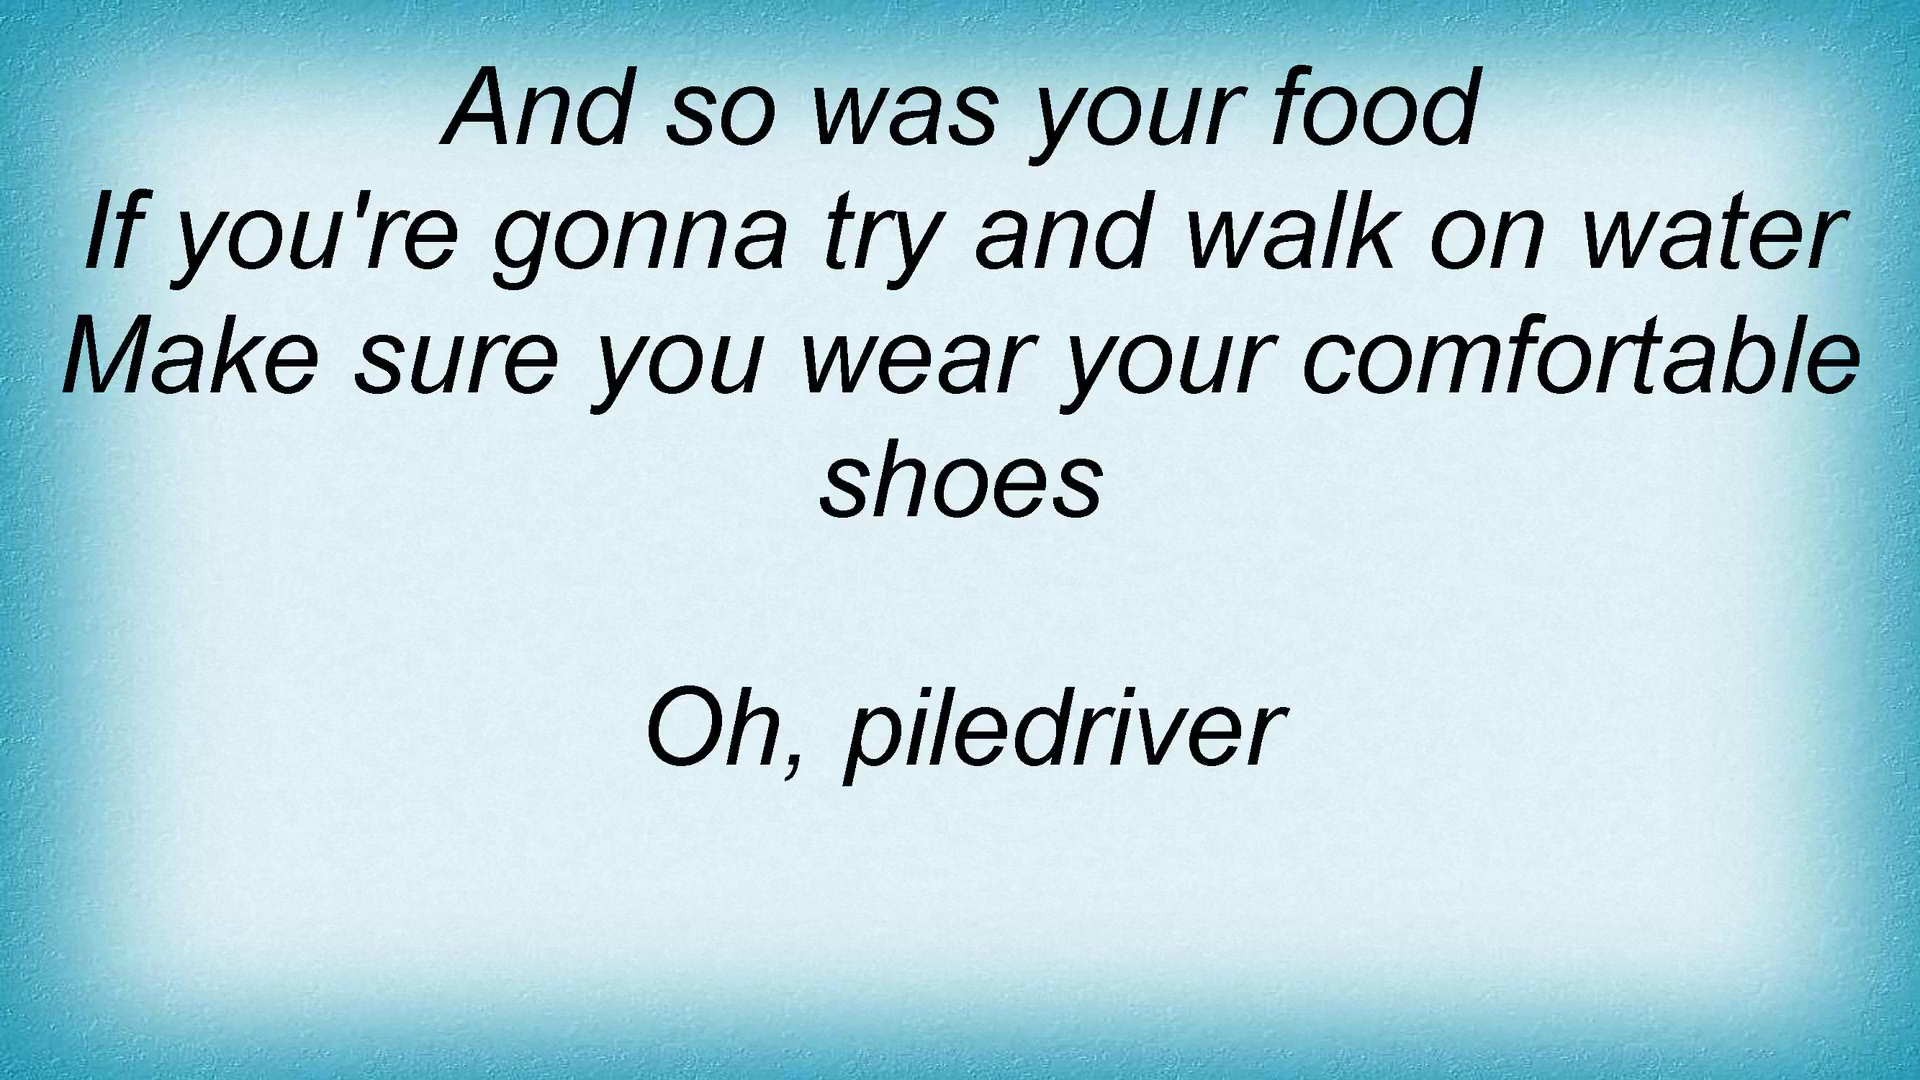 And so was your food
If you're gonna try and walk on water
Make sure you wear your comfortable
shoes
Oh, piledriver